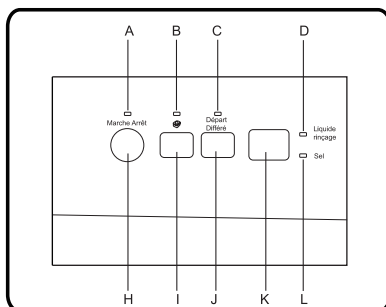 A B C D
Marche Arrêt
Départ
Différé
Liquide
rinçage
Sel
H I J K L